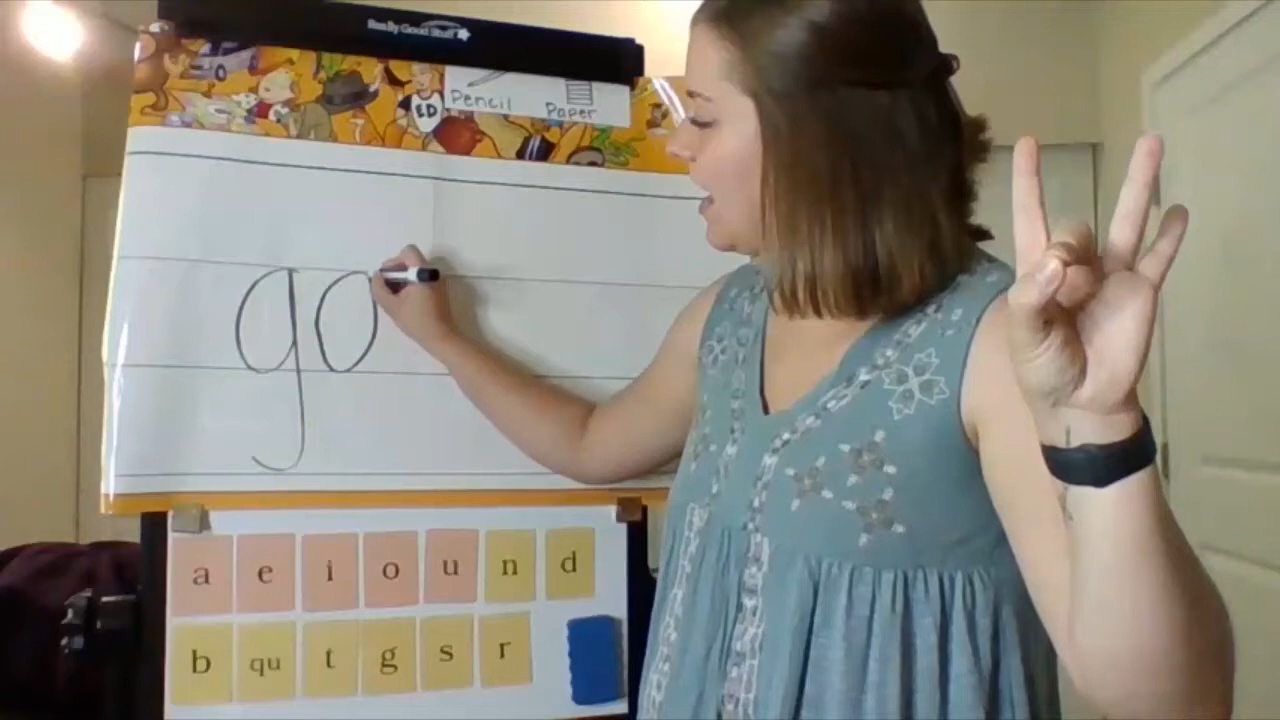 Really Good Stuff
ED
Pencil
Paper
go
a e i o u n d
b qu t g s r